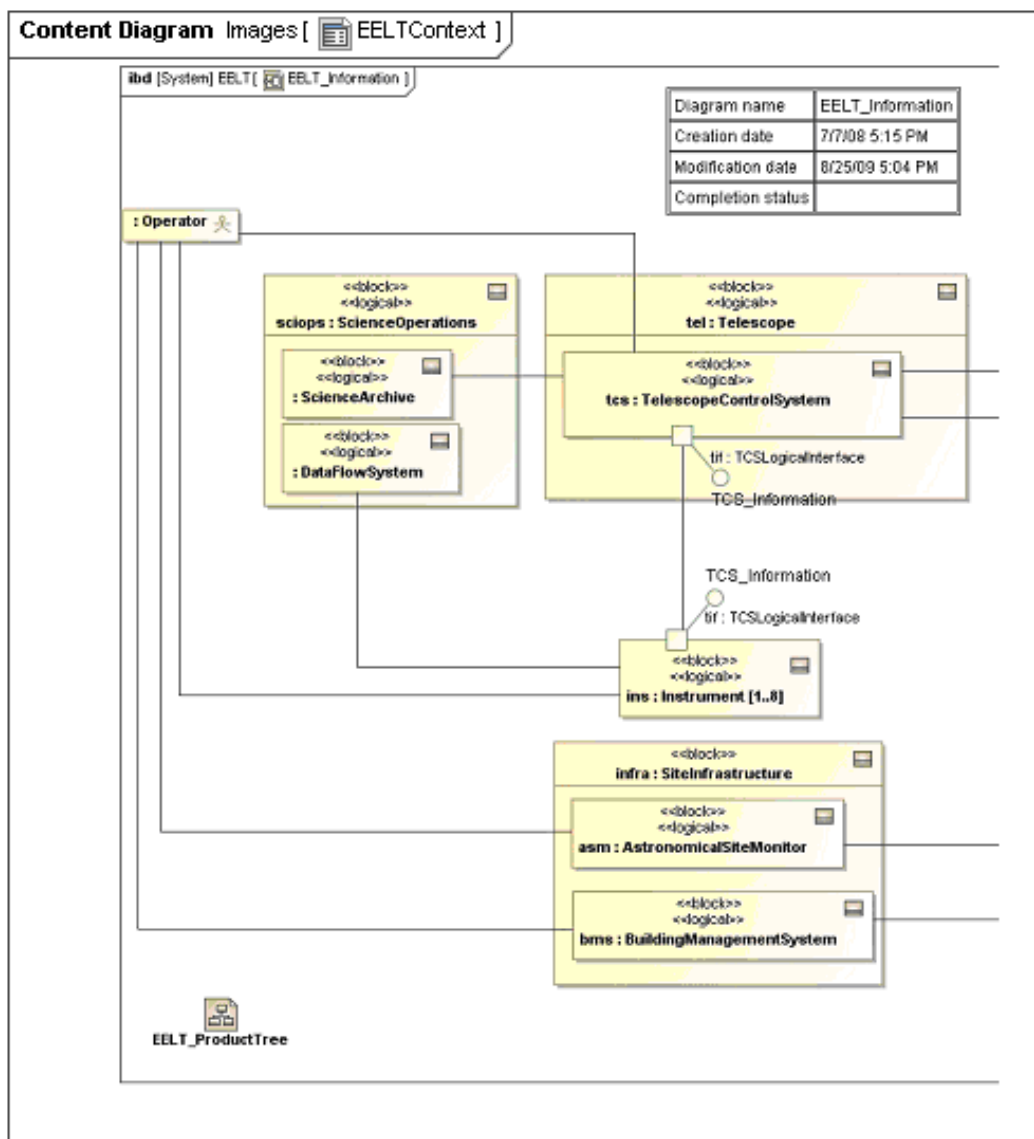 Content Diagram Images [ EELTContext ]
ibd [System] EELT[ EELT_Information ]
Diagram name EELT_Information
Creation date 7/7/08 5:15 PM
Modification date 8/25/09 5:04 PM
Completion status
: Operator
<<block>>
<<logical>>
sciops : ScienceOperations
<<block>>
<<logical>>
: ScienceArchive
<<block>>
<<logical>>
: DataFlowSystem
<<block>>
<<logical>>
tel : Telescope
<<block>>
<<logical>>
tcs : TelescopeControlSystem
tif : TCSLogicalInterface
TCS_Information
TCS_Information
tif : TCSLogicalInterface
<<block>>
<<logical>>
ins : Instrument [1..8]
<<block>>
infra : SiteInfrastructure
<<block>>
<<logical>>
asm : AstronomicalSiteMonitor
<<block>>
<<logical>>
bms : BuildingManagementSystem
EELT_ProductTree